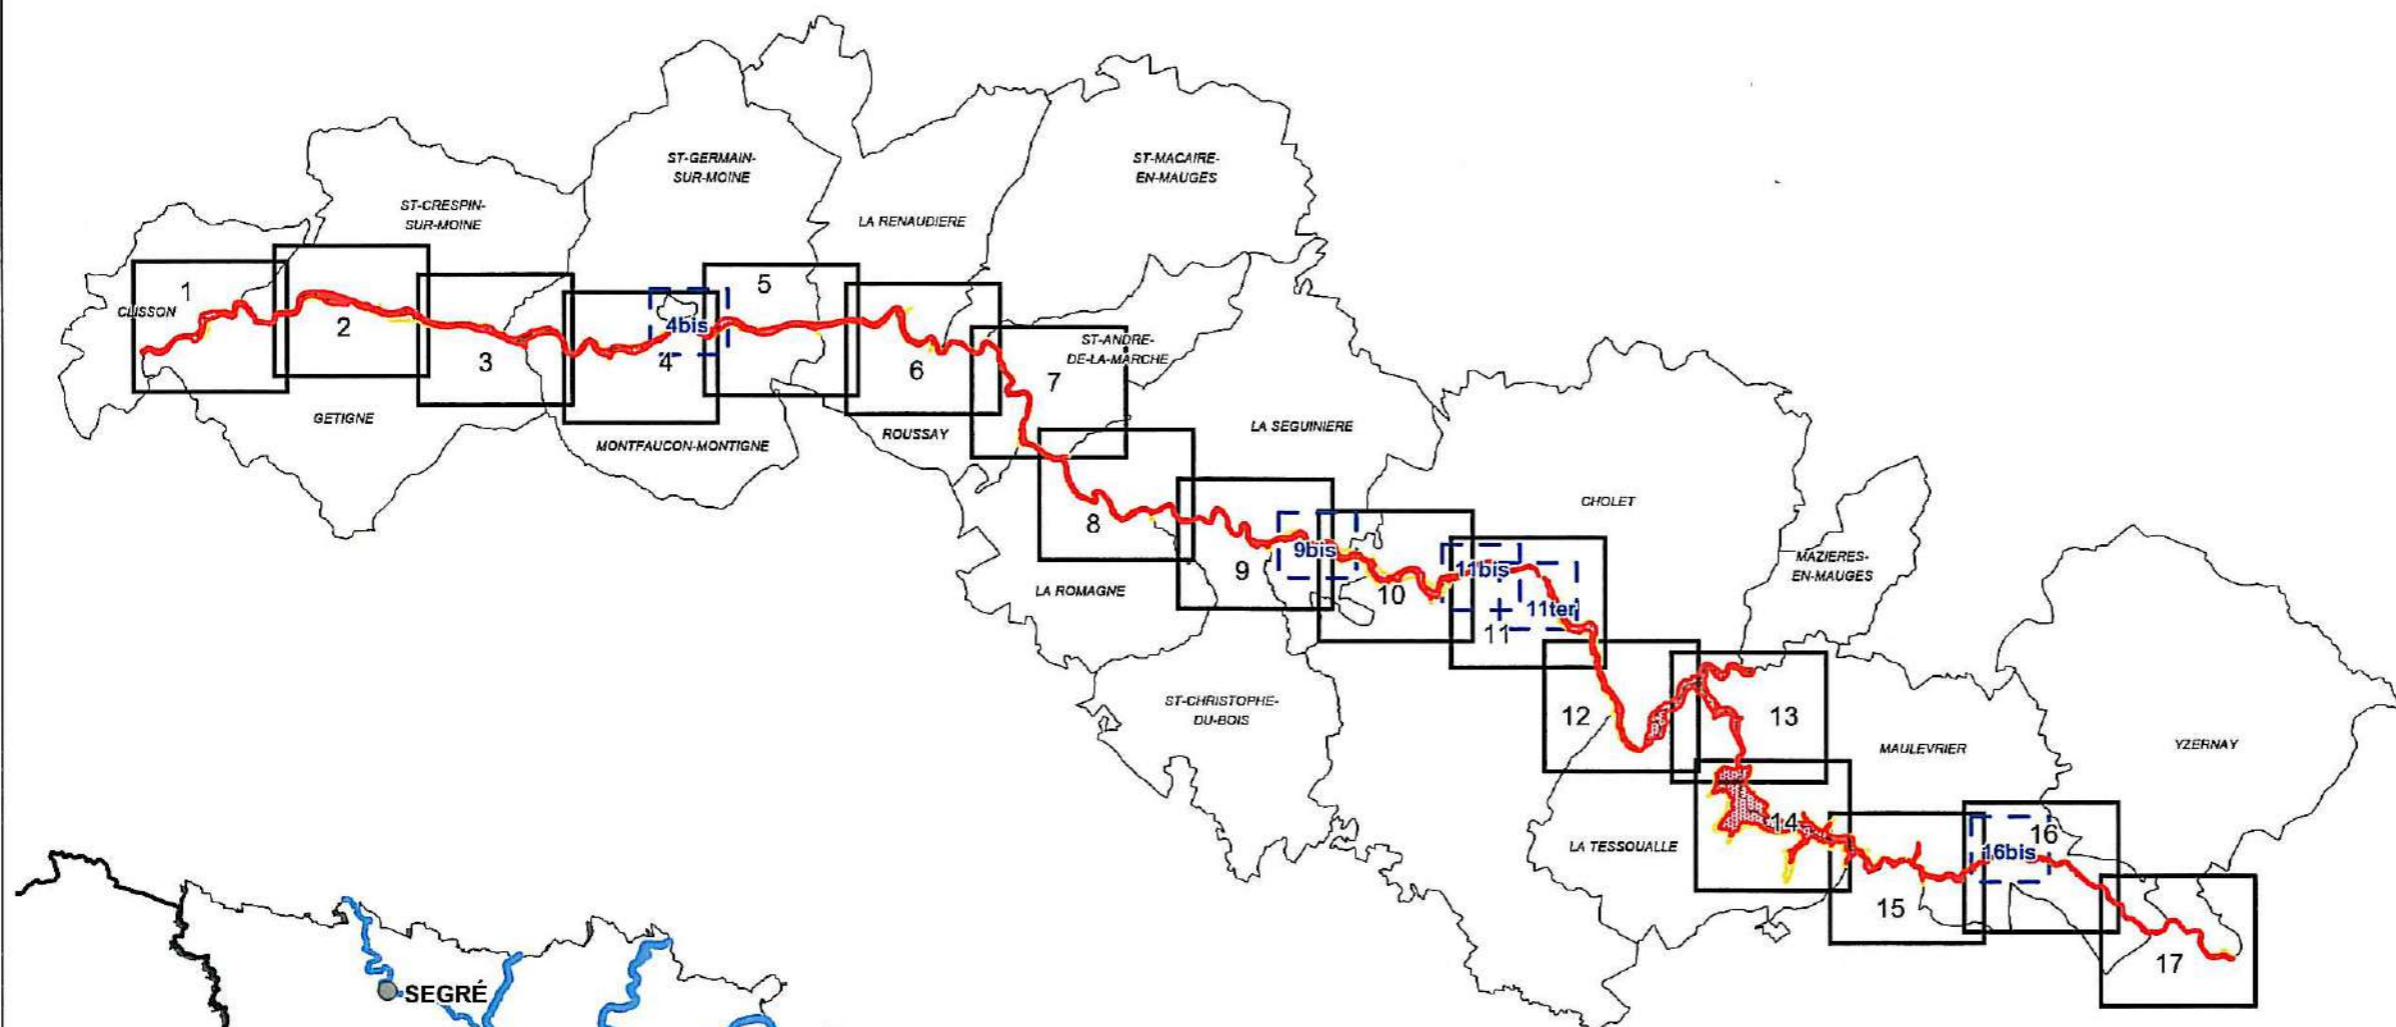 ST-GERMAIN-
SUR-MOINE
ST-MACAIRE-
EN-MAUGES
ST-CRESPIN-
SUR-MOINE
LA RENAUDIERE
1
CLISSON
2
3
4bis
4
5
6
7
ST-ANDRE-
DE-LA-MARCHE
GETIGNE
MONTFAUCON-MONTIGNE
ROUSSAY
LA SEGUINIERE
8
9
9bis
10
11bis
11ter
11
CHOLET
MAZIERES-
EN-MAUGES
LA ROMAGNE
ST-CHRISTOPHE-
DU-BOIS
12
13
MAULEVRIER
YZERNAY
LA TESSOUALLE
14
15
16
16bis
17
SEGRÉ